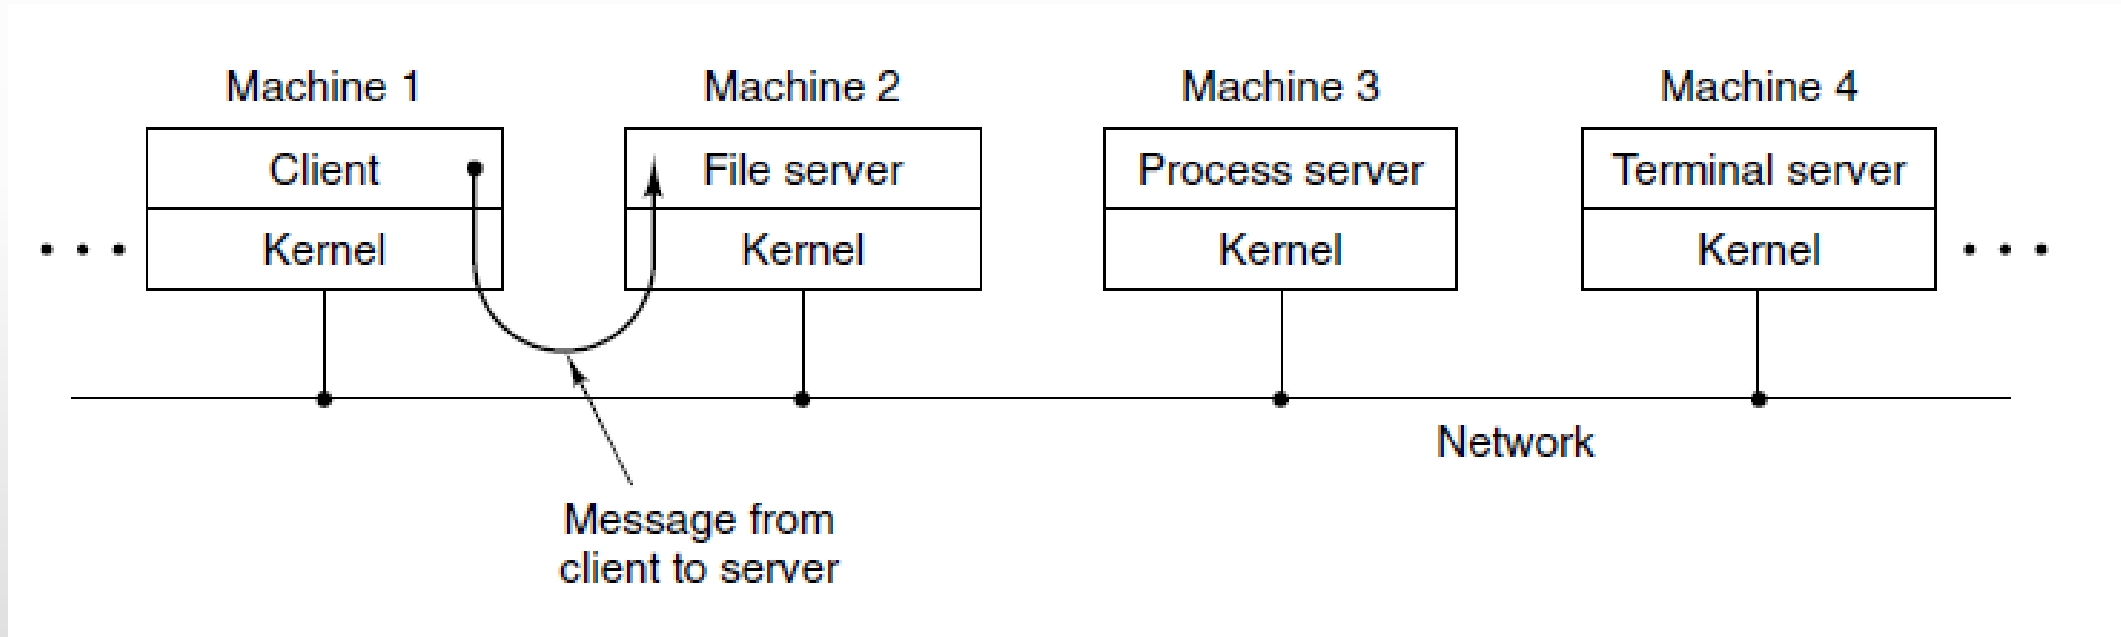 Machine 1
Machine 2
Machine 3
Machine 4
Client
File server
Process server
Terminal server
. . .
Kernel
Kernel
Kernel
Kernel
. . .
Network
Message from
client to server